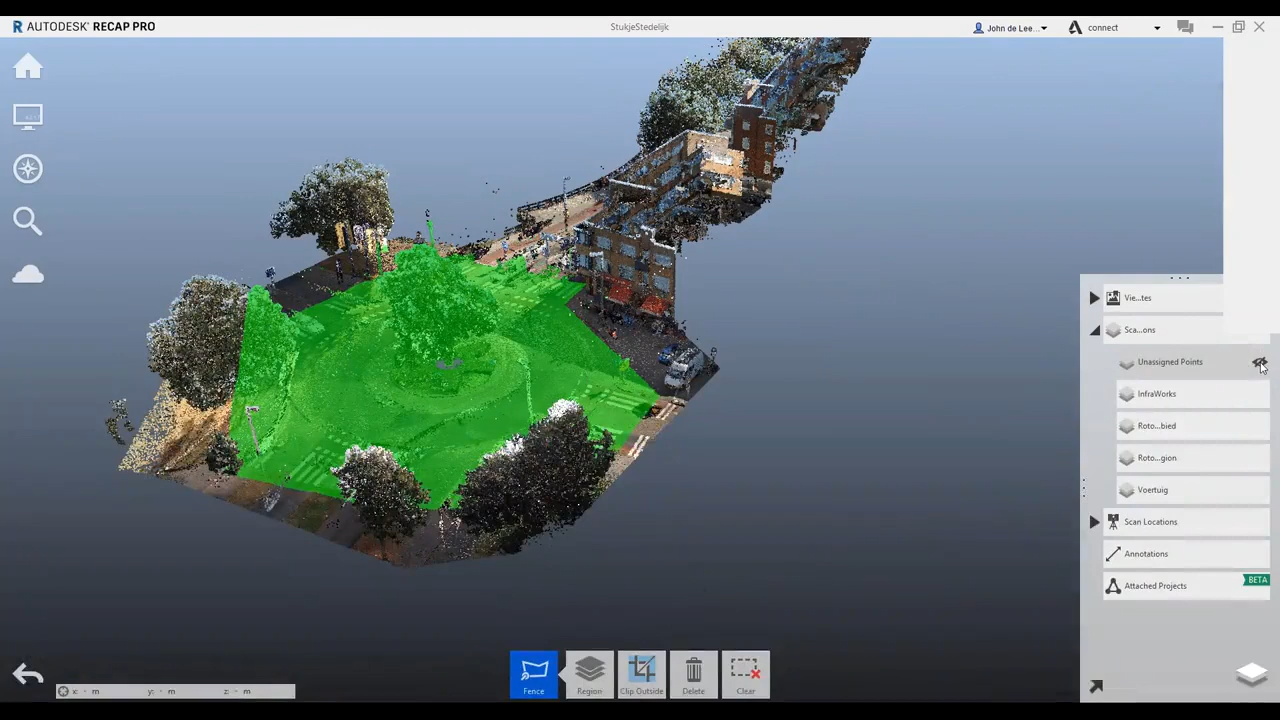 R AUTODESK® RECAP PRO
StukjeStedelijk
John de Lee...
connect
Vie...tes
Sca...ons
Unassigned Points
InfraWorks
Roto...bied
Roto...gion
Voertuig
Scan Locations
Annotations
BETA
Attached Projects
Fence
Region
Clip Outside
Delete
Clear
x: - m y: - m z: - m